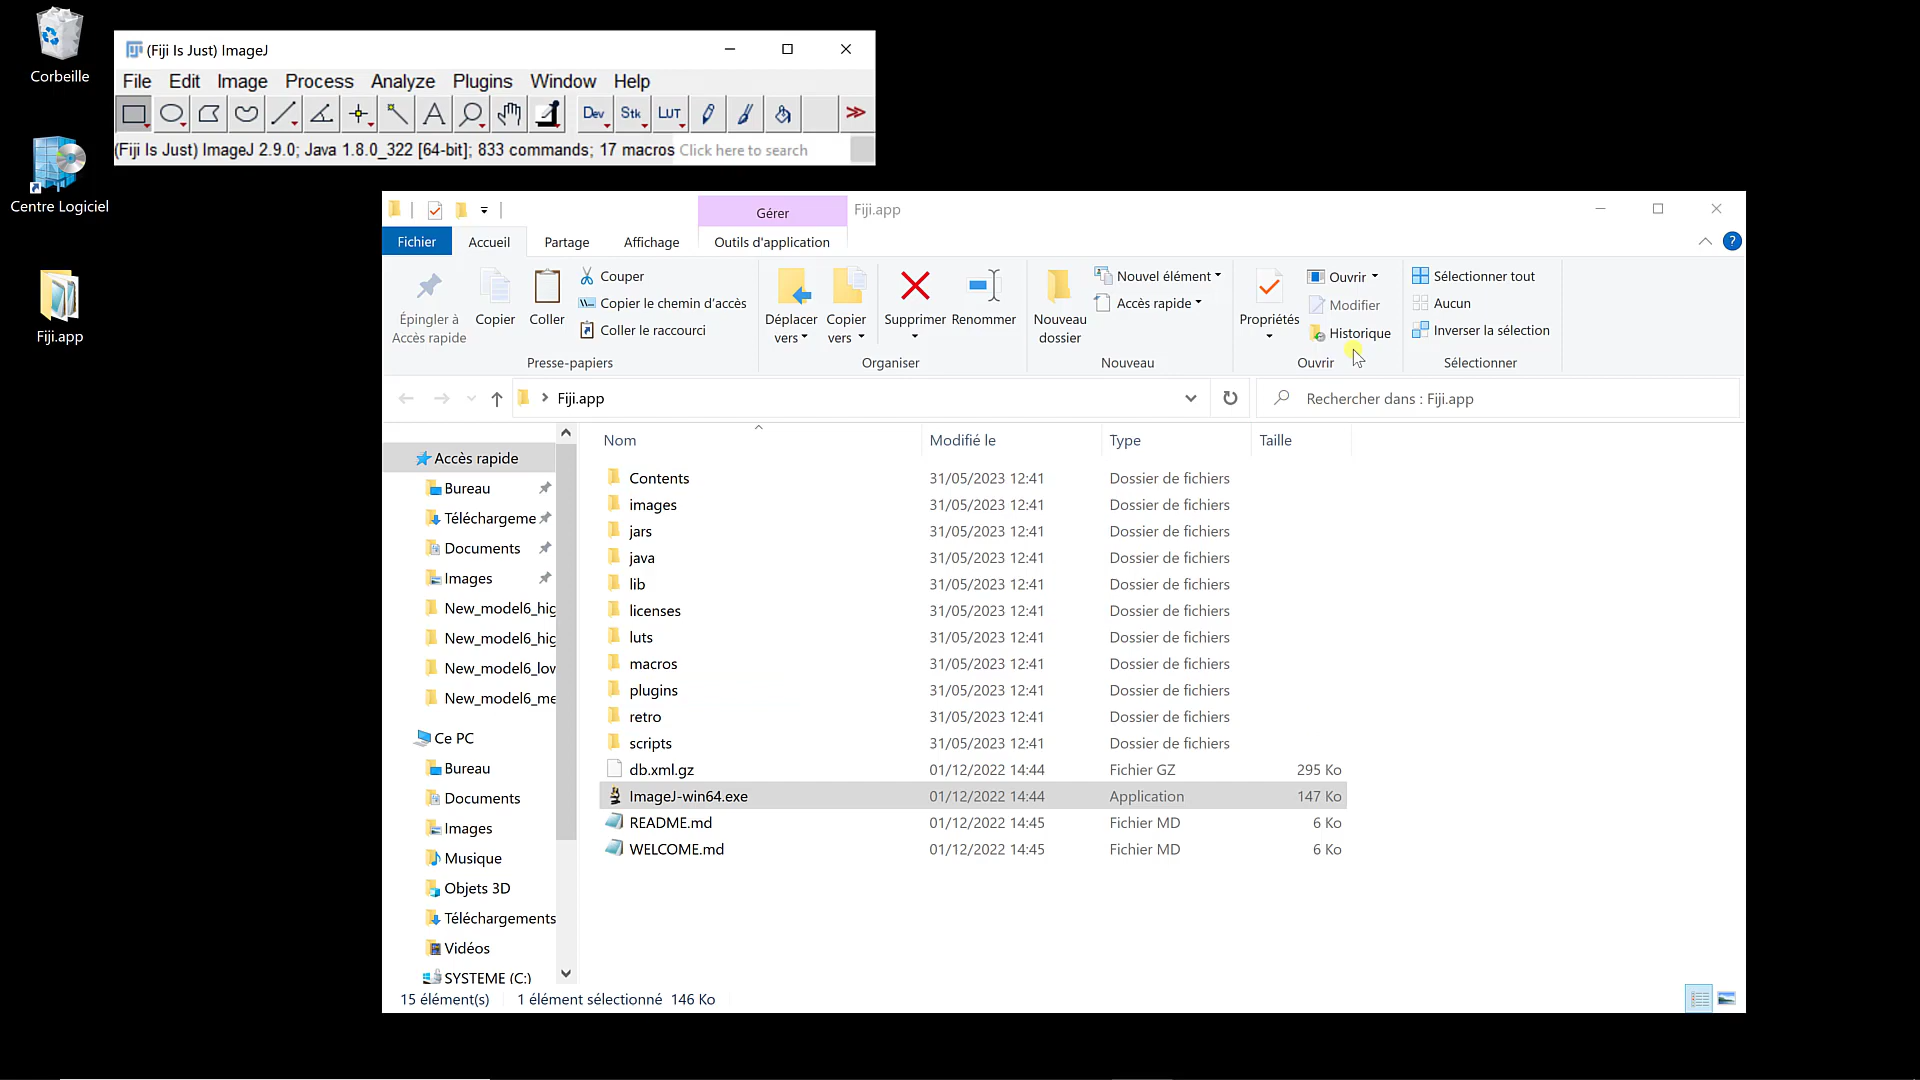 Corbeille
Centre Logiciel
Fiji.app
(Fiji Is Just) ImageJ
File Edit Image Process Analyze Plugins Window Help
Dev Stk LUT
(Fiji Is Just) ImageJ 2.9.0; Java 1.8.0_322 [64-bit]; 833 commands; 17 macros Click here to search
Gérer Fiji.app
Fichier Accueil Partage Affichage Outils d'application
Épingler à Accès rapide
Copier
Coller
Couper
Copier le chemin d'accès
Coller le raccourci
Presse-papiers
Déplacer vers
Copier vers
Supprimer
Renommer
Organiser
Nouveau dossier
Nouvel élément
Accès rapide
Nouveau
Propriétés
Ouvrir
Modifier
Historique
Ouvrir
Sélectionner tout
Aucun
Inverser la sélection
Sélectionner
Fiji.app
Rechercher dans : Fiji.app
Accès rapide
Bureau
Téléchargeme
Documents
Images
New_model6_hig
New_model6_hig
New_model6_lov
New_model6_me
Ce PC
Bureau
Documents
Images
Musique
Objets 3D
Téléchargements
Vidéos
SYSTEME (C:)
Nom Modifié le Type Taille
Contents 31/05/2023 12:41 Dossier de fichiers
images 31/05/2023 12:41 Dossier de fichiers
jars 31/05/2023 12:41 Dossier de fichiers
java 31/05/2023 12:41 Dossier de fichiers
lib 31/05/2023 12:41 Dossier de fichiers
licenses 31/05/2023 12:41 Dossier de fichiers
luts 31/05/2023 12:41 Dossier de fichiers
macros 31/05/2023 12:41 Dossier de fichiers
plugins 31/05/2023 12:41 Dossier de fichiers
retro 31/05/2023 12:41 Dossier de fichiers
scripts 31/05/2023 12:41 Dossier de fichiers
db.xml.gz 01/12/2022 14:44 Fichier GZ 295 Ko
ImageJ-win64.exe 01/12/2022 14:44 Application 147 Ko
README.md 01/12/2022 14:45 Fichier MD 6 Ko
WELCOME.md 01/12/2022 14:45 Fichier MD 6 Ko
15 élément(s) 1 élément sélectionné 146 Ko